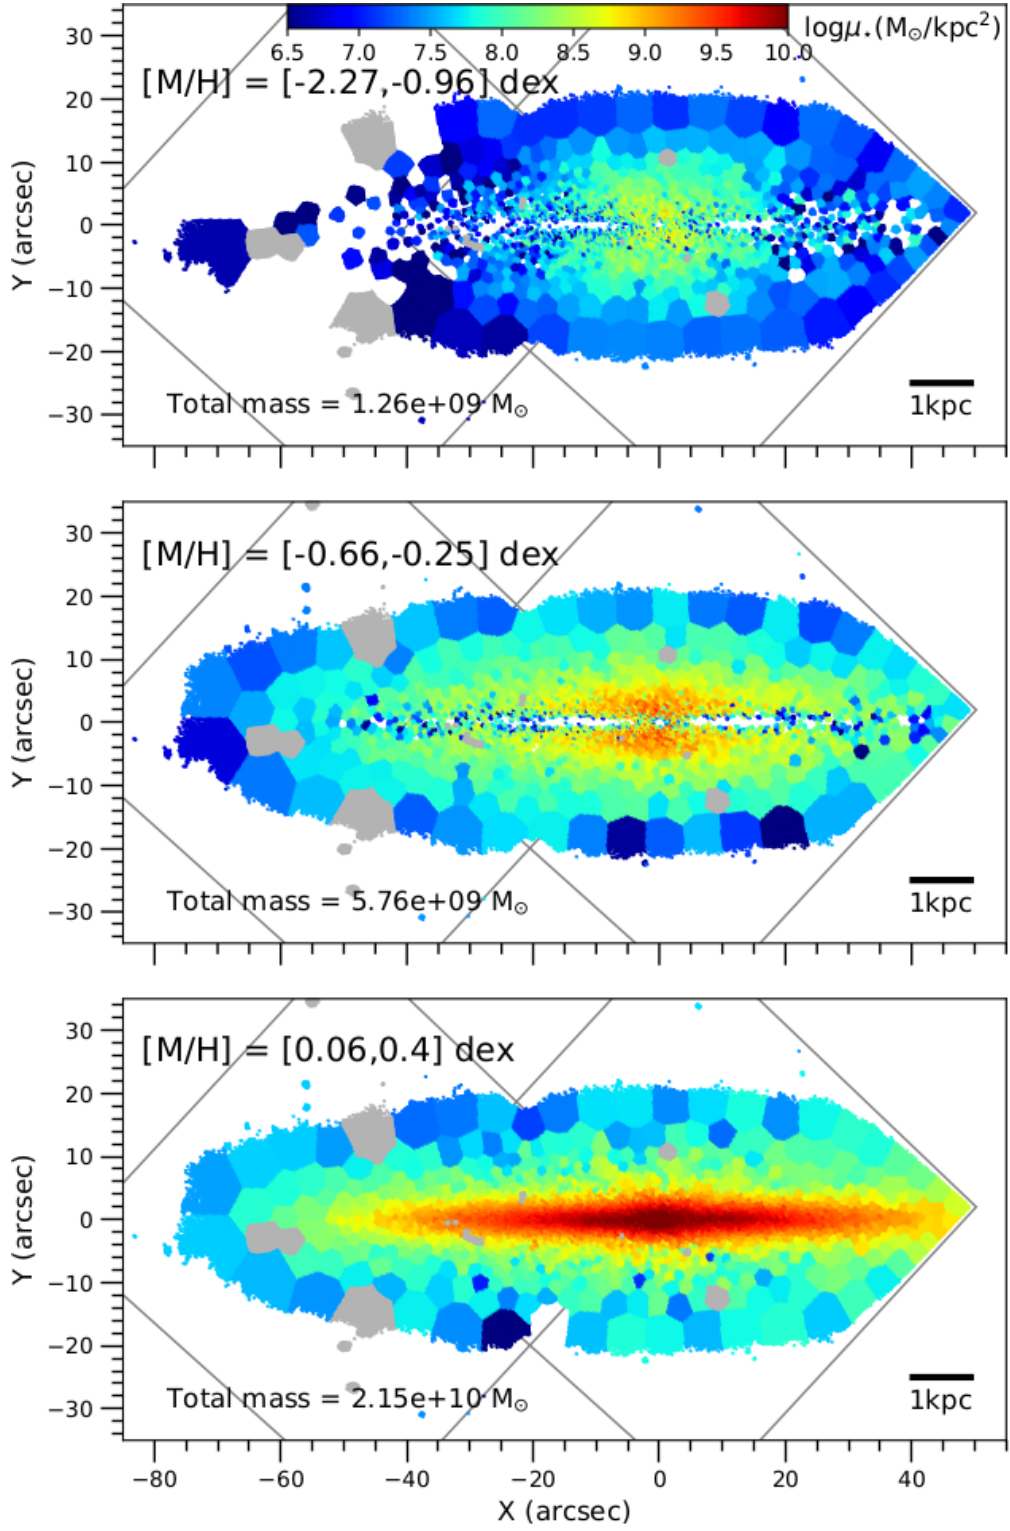 6.5 7.0 7.5 8.0 8.5 9.0 9.5 10.0
logμ⋆(M☉/kpc²)
[M/H] = [-2.27,-0.96] dex
30
20
10
0
−10
−20
−30
Y (arcsec)
Total mass = 1.26e+09 M☉
1kpc
[M/H] = [-0.66,-0.25] dex
30
20
10
0
−10
−20
−30
Y (arcsec)
Total mass = 5.76e+09 M☉
1kpc
[M/H] = [0.06,0.4] dex
30
20
10
0
−10
−20
−30
Y (arcsec)
Total mass = 2.15e+10 M☉
1kpc
−80 −60 −40 −20 0 20 40
X (arcsec)